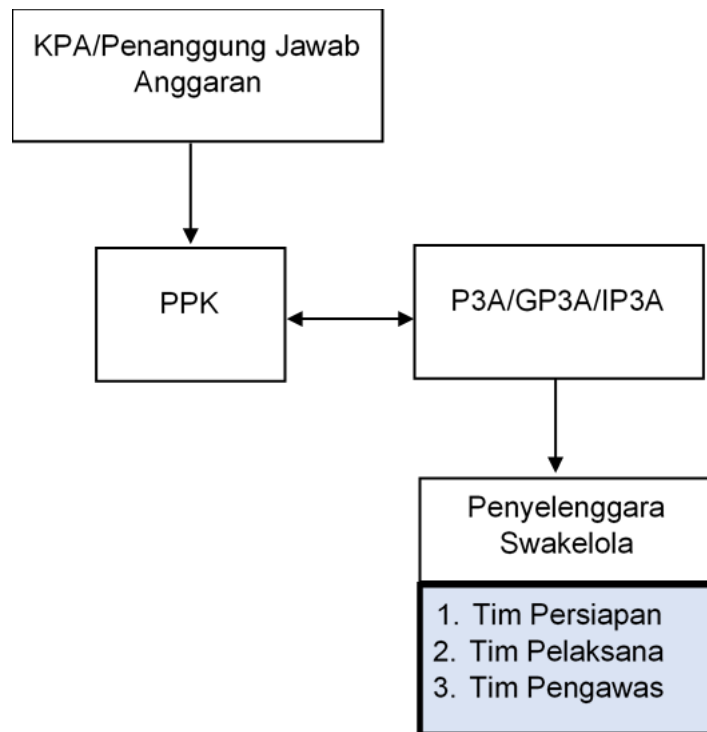 KPA/Penanggung Jawab
Anggaran
PPK
P3A/GP3A/IP3A
Penyelenggara
Swakelola
1. Tim Persiapan
2. Tim Pelaksana
3. Tim Pengawas